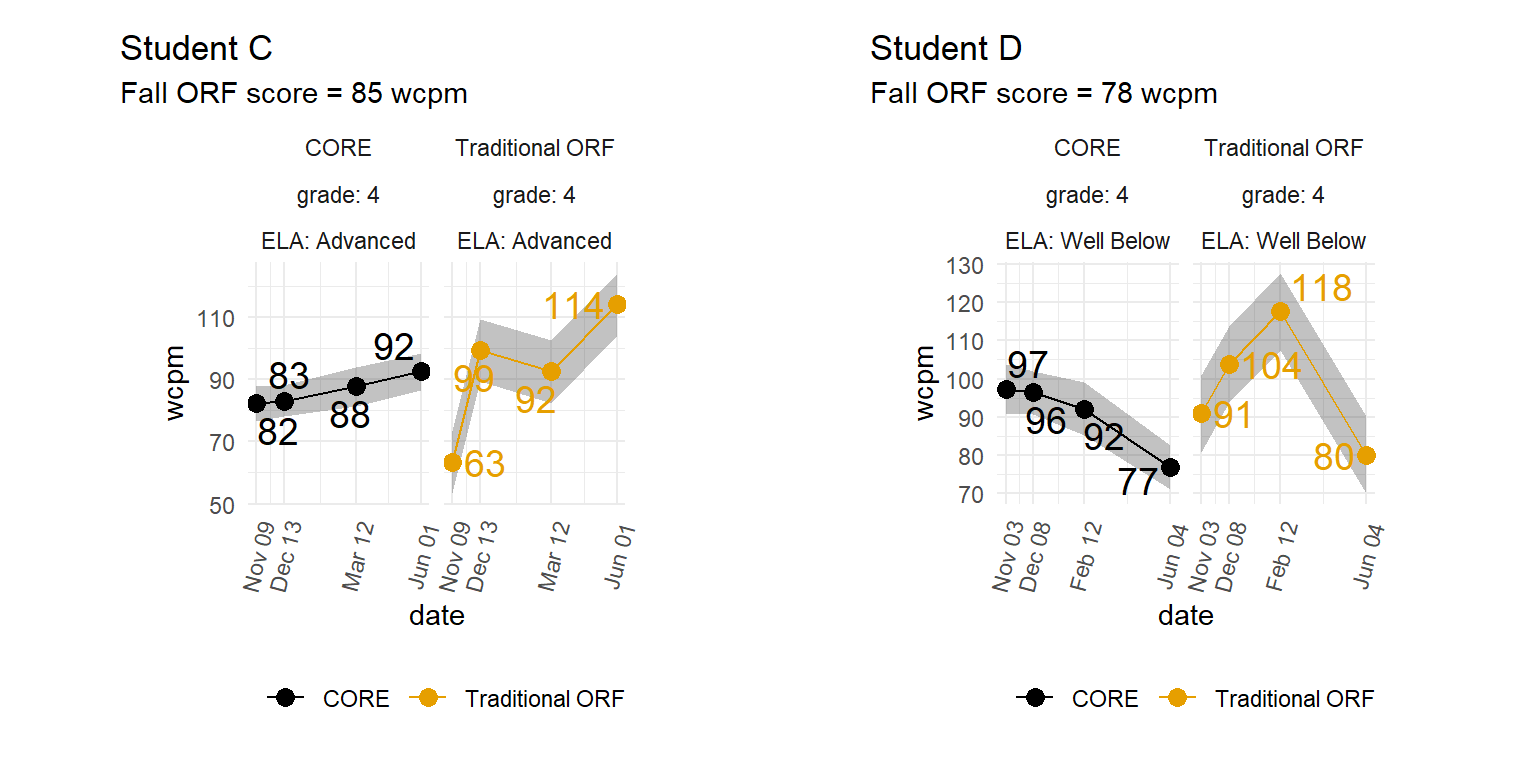 Student C
Fall ORF score = 85 wcpm
CORE
Traditional ORF
grade: 4
grade: 4
ELA: Advanced
ELA: Advanced
wcpm
110
90
70
50
82
83
88
92
63
99
92
114
Nov 09
Dec 13
Mar 12
Jun 01
Nov 09
Dec 13
Mar 12
Jun 01
date
CORE
Traditional ORF
Student D
Fall ORF score = 78 wcpm
CORE
Traditional ORF
grade: 4
grade: 4
ELA: Well Below
ELA: Well Below
wcpm
130
120
110
100
90
80
70
97
96
92
77
91
104
118
80
Nov 03
Dec 08
Feb 12
Jun 04
Nov 03
Dec 08
Feb 12
Jun 04
date
CORE
Traditional ORF